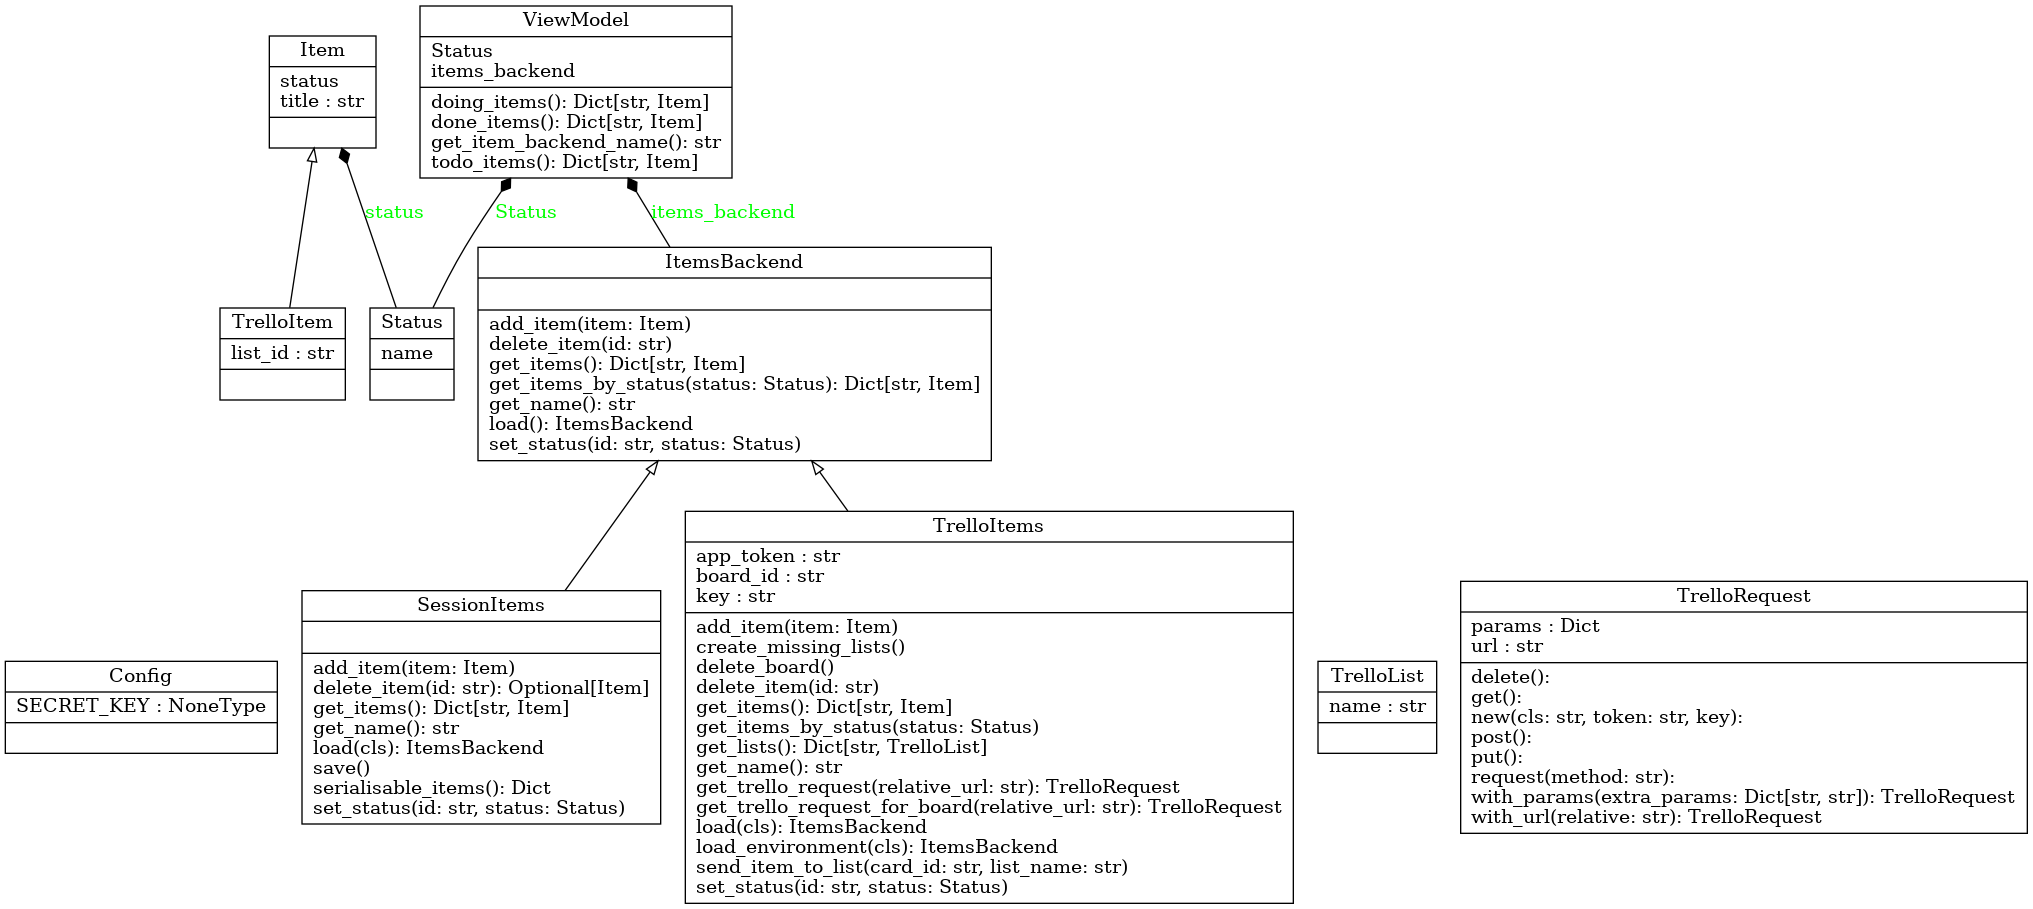 ViewModel
Status
items_backend
doing_items(): Dict[str, Item]
done_items(): Dict[str, Item]
get_item_backend_name(): str
todo_items(): Dict[str, Item]
Item
status
title : str
status
Status
items_backend
TrelloItem
list_id : str
Status
name
ItemsBackend
add_item(item: Item)
delete_item(id: str)
get_items(): Dict[str, Item]
get_items_by_status(status: Status): Dict[str, Item]
get_name(): str
load(): ItemsBackend
set_status(id: str, status: Status)
Config
SECRET_KEY : NoneType
SessionItems
add_item(item: Item)
delete_item(id: str): Optional[Item]
get_items(): Dict[str, Item]
get_name(): str
load(cls): ItemsBackend
save()
serialisable_items(): Dict
set_status(id: str, status: Status)
TrelloItems
app_token : str
board_id : str
key : str
add_item(item: Item)
create_missing_lists()
delete_board()
delete_item(id: str)
get_items(): Dict[str, Item]
get_items_by_status(status: Status)
get_lists(): Dict[str, TrelloList]
get_name(): str
get_trello_request(relative_url: str): TrelloRequest
get_trello_request_for_board(relative_url: str): TrelloRequest
load(cls): ItemsBackend
load_environment(cls): ItemsBackend
send_item_to_list(card_id: str, list_name: str)
set_status(id: str, status: Status)
TrelloList
name : str
TrelloRequest
params : Dict
url : str
delete():
get():
new(cls: str, token: str, key):
post():
put():
request(method: str):
with_params(extra_params: Dict[str, str]): TrelloRequest
with_url(relative: str): TrelloRequest